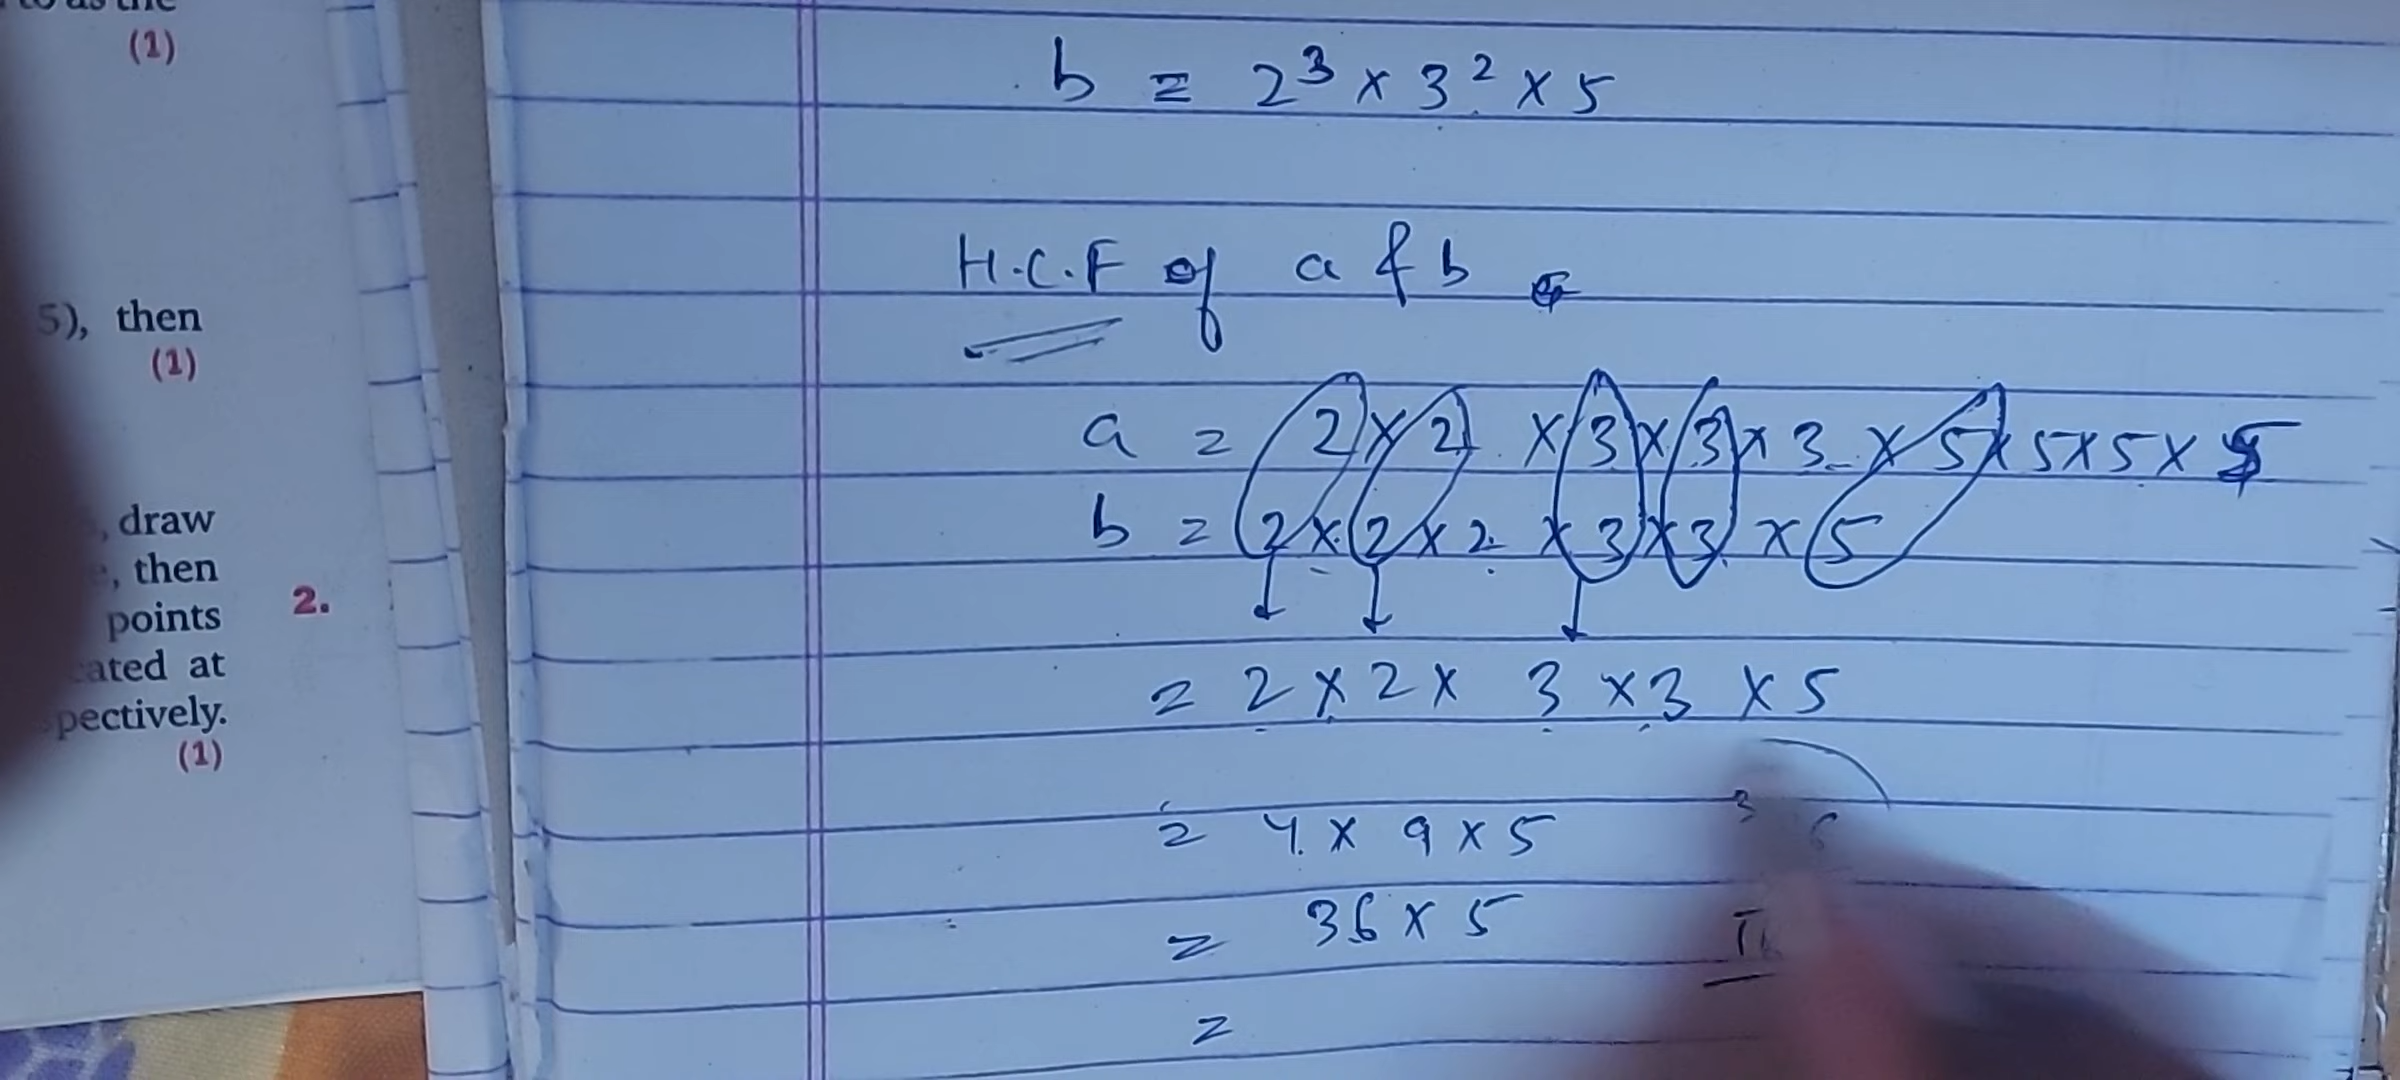 (1)
5), then
(1)
, draw
, then
points
ated at
pectively.
(1)
2.
b = 2³ × 3² × 5
H.C.F of a & b
a = 2 × 2 × 3 × 3 × 3 × 5 × 5 × 5 × 5
b = 2 × 2 × 2 × 3 × 3 × 5
= 2 × 2 × 3 × 3 × 5
= 4 × 9 × 5
= 36 × 5
=
3